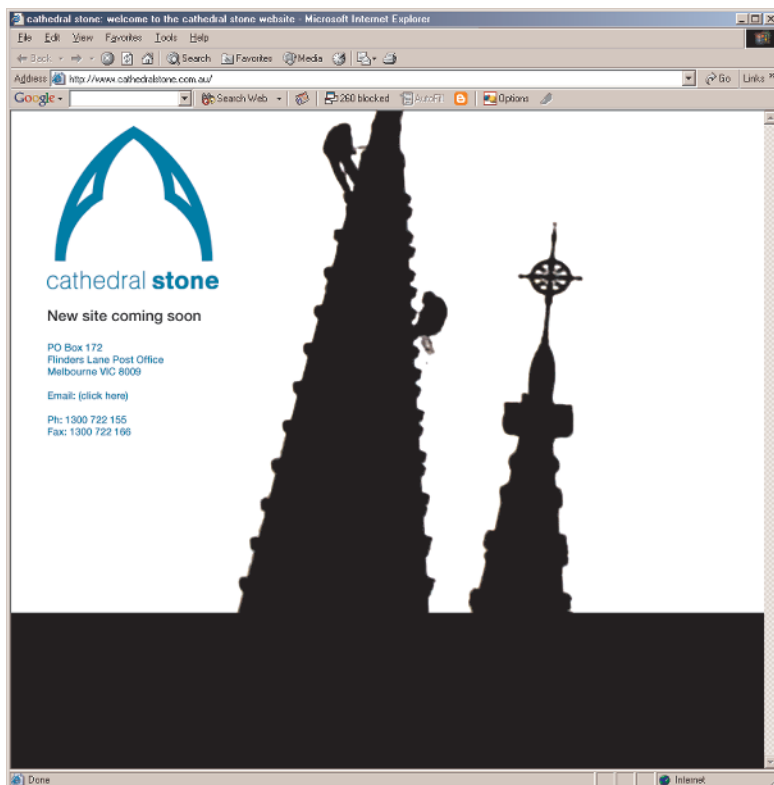 cathedral stone: welcome to the cathedral stone website - Microsoft Internet Explorer
File Edit View Favorites Tools Help
Back Search Favorites Media
Address http://www.cathedralstone.com.au/ Go Links »
Google Search Web 260 blocked AutoFill Options
cathedral stone
New site coming soon
PO Box 172
Flinders Lane Post Office
Melbourne VIC 8009
Email: (click here)
Ph: 1300 722 155
Fax: 1300 722 166
Done Internet